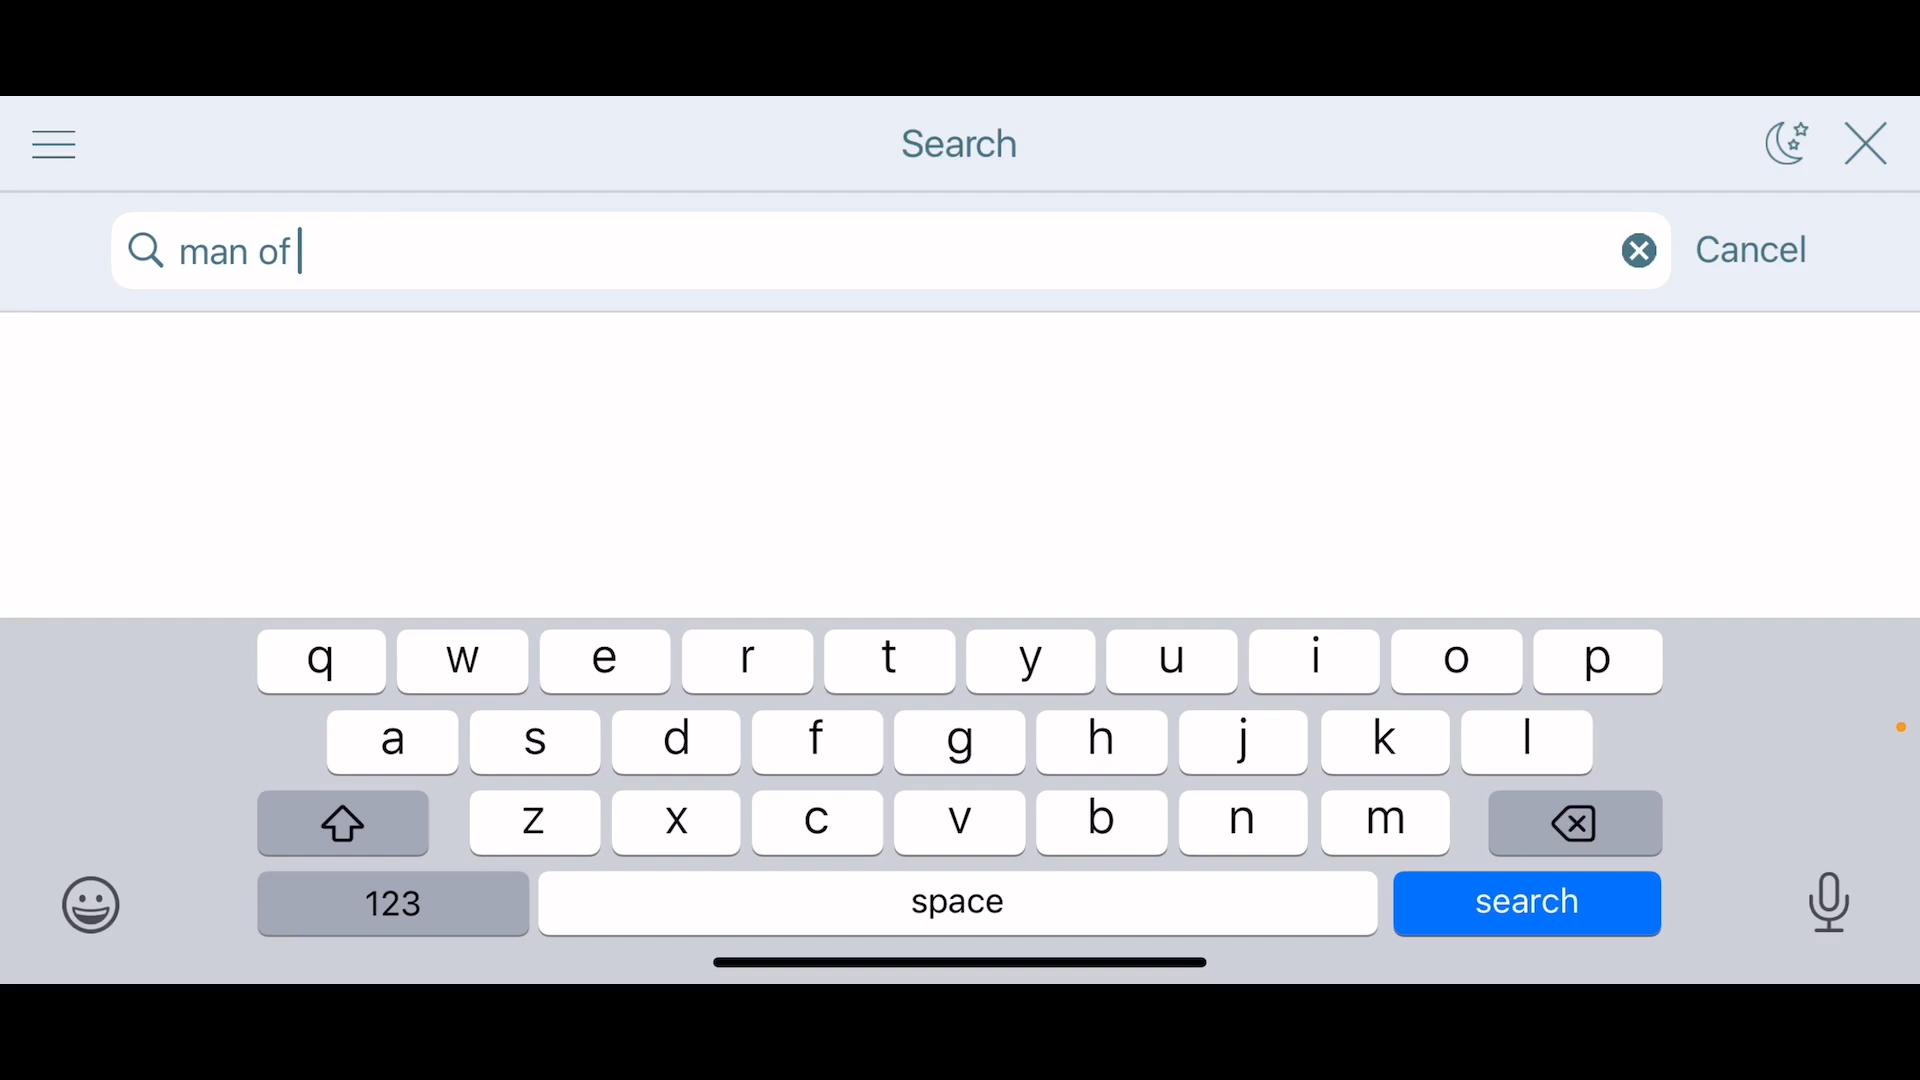 Search
man of
Cancel
q w e r t y u i o p
a s d f g h j k l
z x c v b n m
123 space search